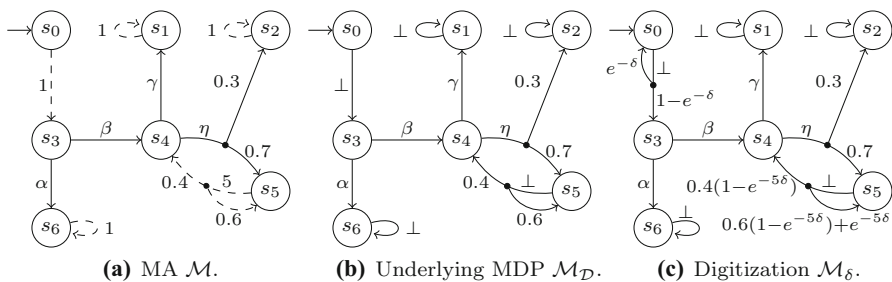 s₀ 1 s₁ 1 s₂ s₀ ⊥ s₁ ⊥ s₂ s₀ ⊥ s₁ ⊥ s₂
e^{-δ} ⊥
1 γ 0.3 ⊥ γ 0.3 1−e^{-δ} γ 0.3
s₃ β s₄ η 0.7 s₃ β s₄ η 0.7 s₃ β s₄ η 0.7
α 0.4 5 s₅ α 0.4 ⊥ s₅ α 0.4(1−e^{-5δ}) ⊥ s₅
s₆ 1 0.6 s₆ ⊥ 0.6 s₆ ⊥ 0.6(1−e^{-5δ})+e^{-5δ}
(a) MA ℳ. (b) Underlying MDP ℳ_𝒟. (c) Digitization ℳ_δ.